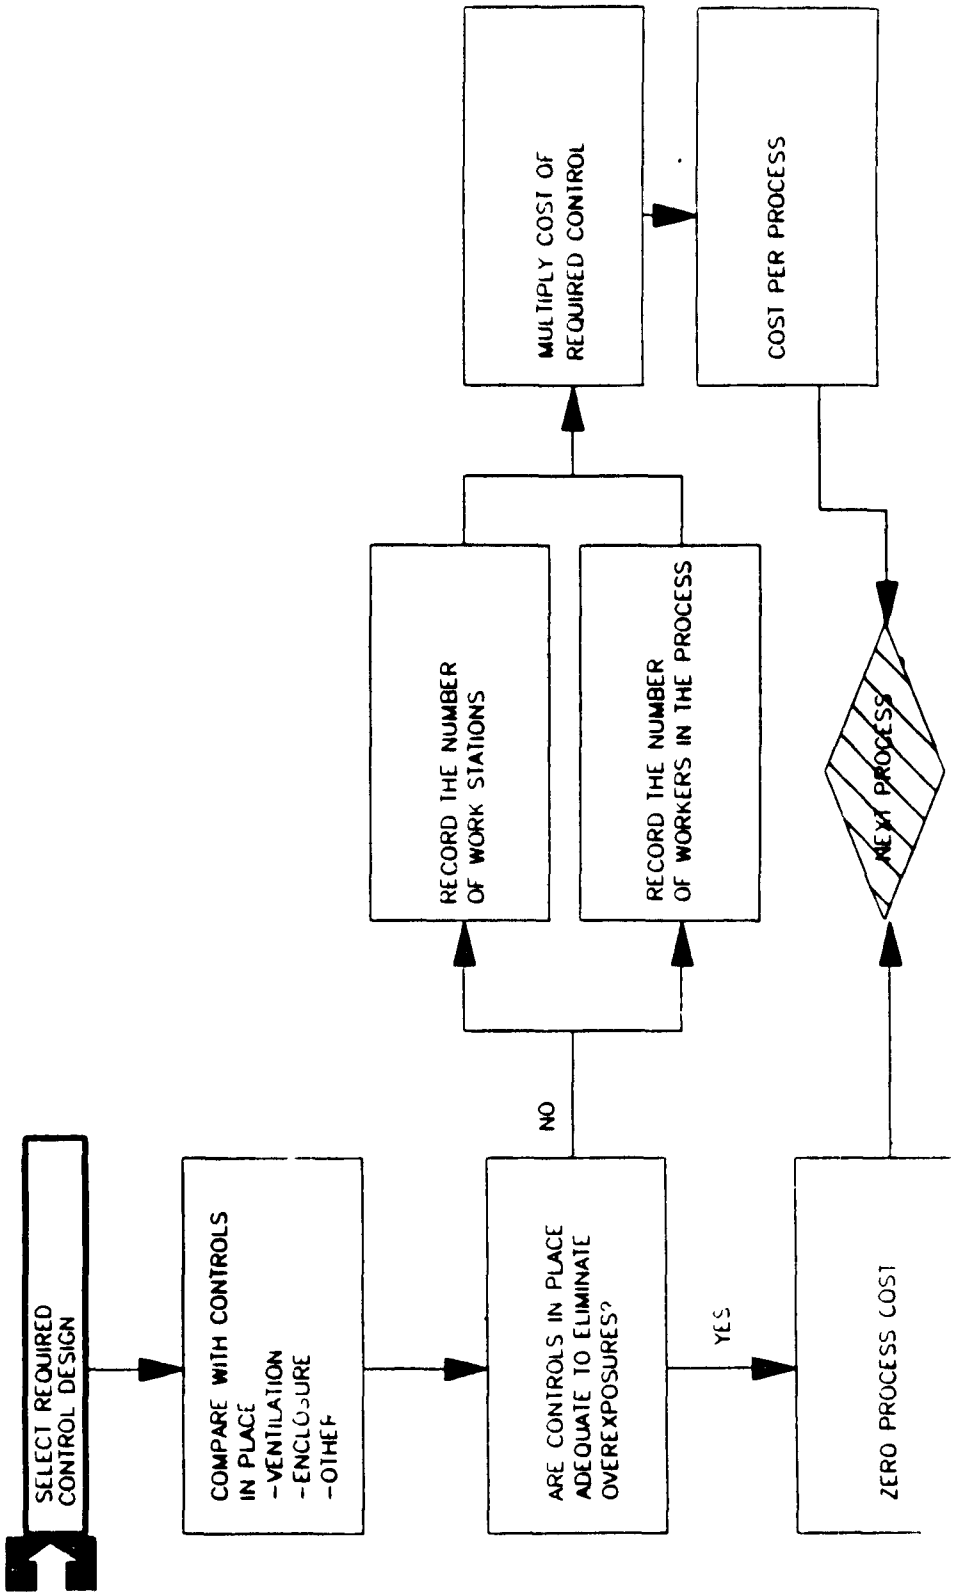 SELECT REQUIRED
CONTROL DESIGN
COMPARE WITH CONTROLS
IN PLACE
-VENTILATION
-ENCLOSURE
-OTHER
ARE CONTROLS IN PLACE
ADEQUATE TO ELIMINATE
OVEREXPOSURES?
NO
YES
RECORD THE NUMBER
OF WORK STATIONS
RECORD THE NUMBER
OF WORKERS IN THE PROCESS
MULTIPLY COST OF
REQUIRED CONTROL
COST PER PROCESS
ZERO PROCESS COST
NEXT PROCESS